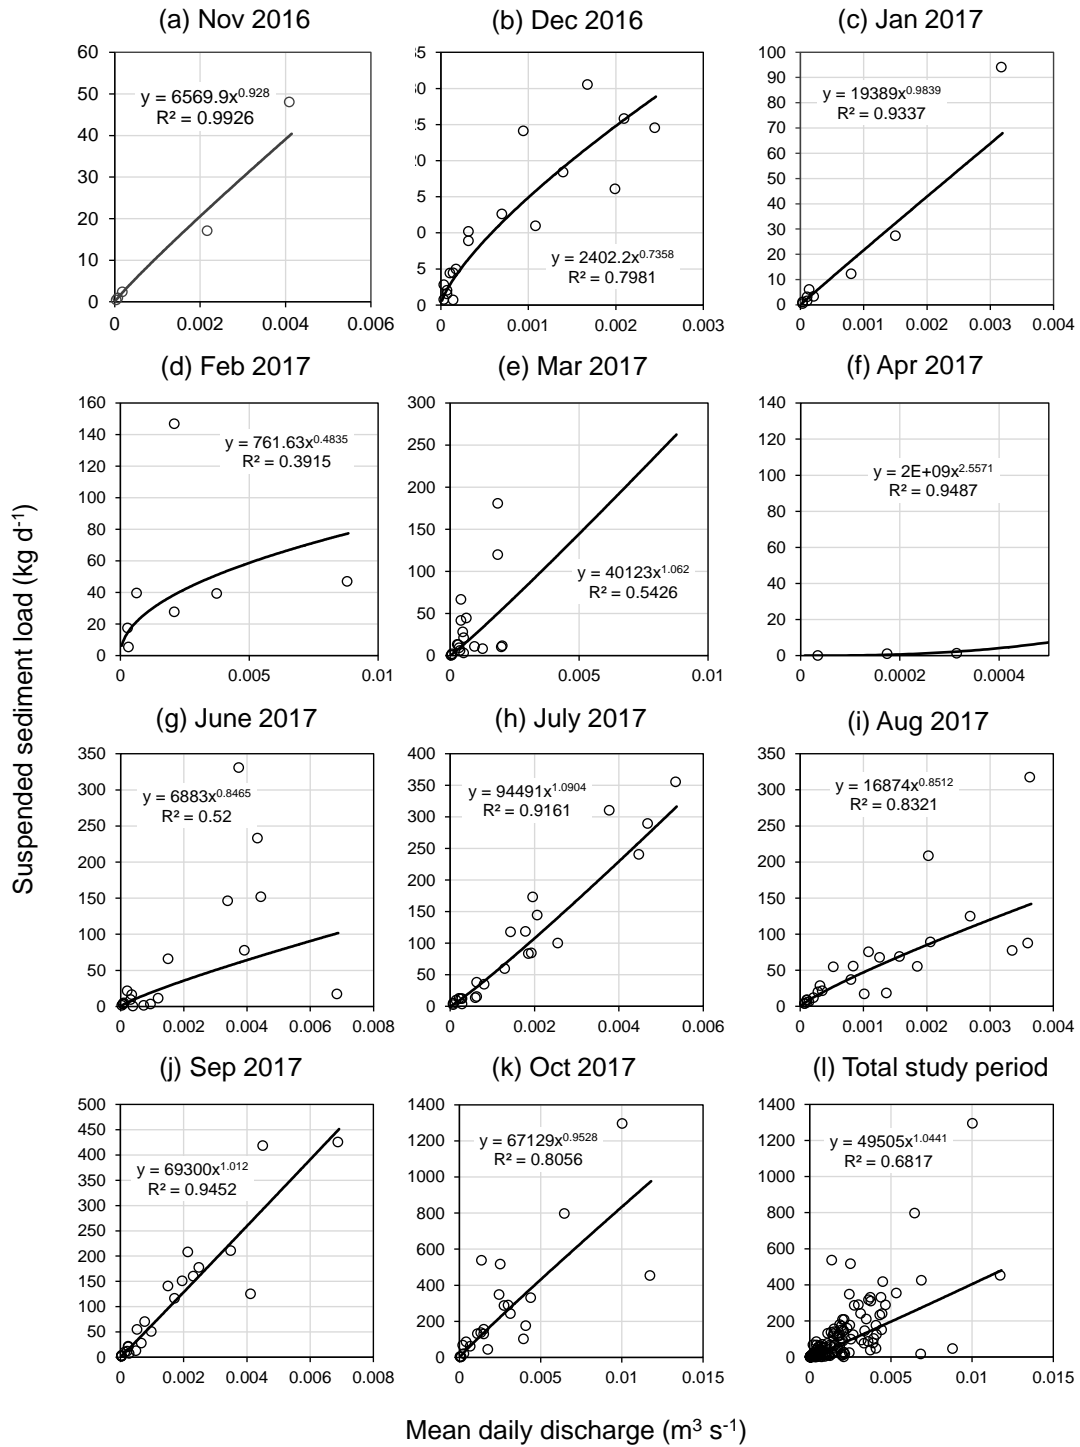 (a) Nov 2016
y = 6569.9x^0.928
R² = 0.9926
60
50
40
30
20
10
0
0 0.002 0.004 0.006
(b) Dec 2016
35
30
25
5
0
5
0
y = 2402.2x^0.7358
R² = 0.7981
0 0.001 0.002 0.003
(c) Jan 2017
y = 19389x^0.9839
R² = 0.9337
100
90
80
70
60
50
40
30
20
10
0
0 0.001 0.002 0.003 0.004
(d) Feb 2017
y = 761.63x^0.4835
R² = 0.3915
160
140
120
100
80
60
40
20
0
0 0.005 0.01
(e) Mar 2017
300
250
200
150
100
50
0
y = 40123x^1.062
R² = 0.5426
0 0.005 0.01
(f) Apr 2017
140
120
100
80
60
40
20
0
y = 2E+09x^2.5571
R² = 0.9487
0 0.0002 0.0004
Suspended sediment load (kg d⁻¹)
(g) June 2017
350
300
250
200
150
100
50
0
y = 6883x^0.8465
R² = 0.52
0 0.002 0.004 0.006 0.008
(h) July 2017
400
350
300
250
200
150
100
50
0
y = 94491x^1.0904
R² = 0.9161
0 0.002 0.004 0.006
(i) Aug 2017
350
300
250
200
150
100
50
0
y = 16874x^0.8512
R² = 0.8321
0 0.001 0.002 0.003 0.004
(j) Sep 2017
500
450
400
350
300
250
200
150
100
50
0
y = 69300x^1.012
R² = 0.9452
0 0.002 0.004 0.006 0.008
(k) Oct 2017
1400
1200
1000
800
600
400
200
0
y = 67129x^0.9528
R² = 0.8056
0 0.005 0.01 0.015
(l) Total study period
1400
1200
1000
800
600
400
200
0
y = 49505x^1.0441
R² = 0.6817
0 0.005 0.01 0.015
Mean daily discharge (m³ s⁻¹)